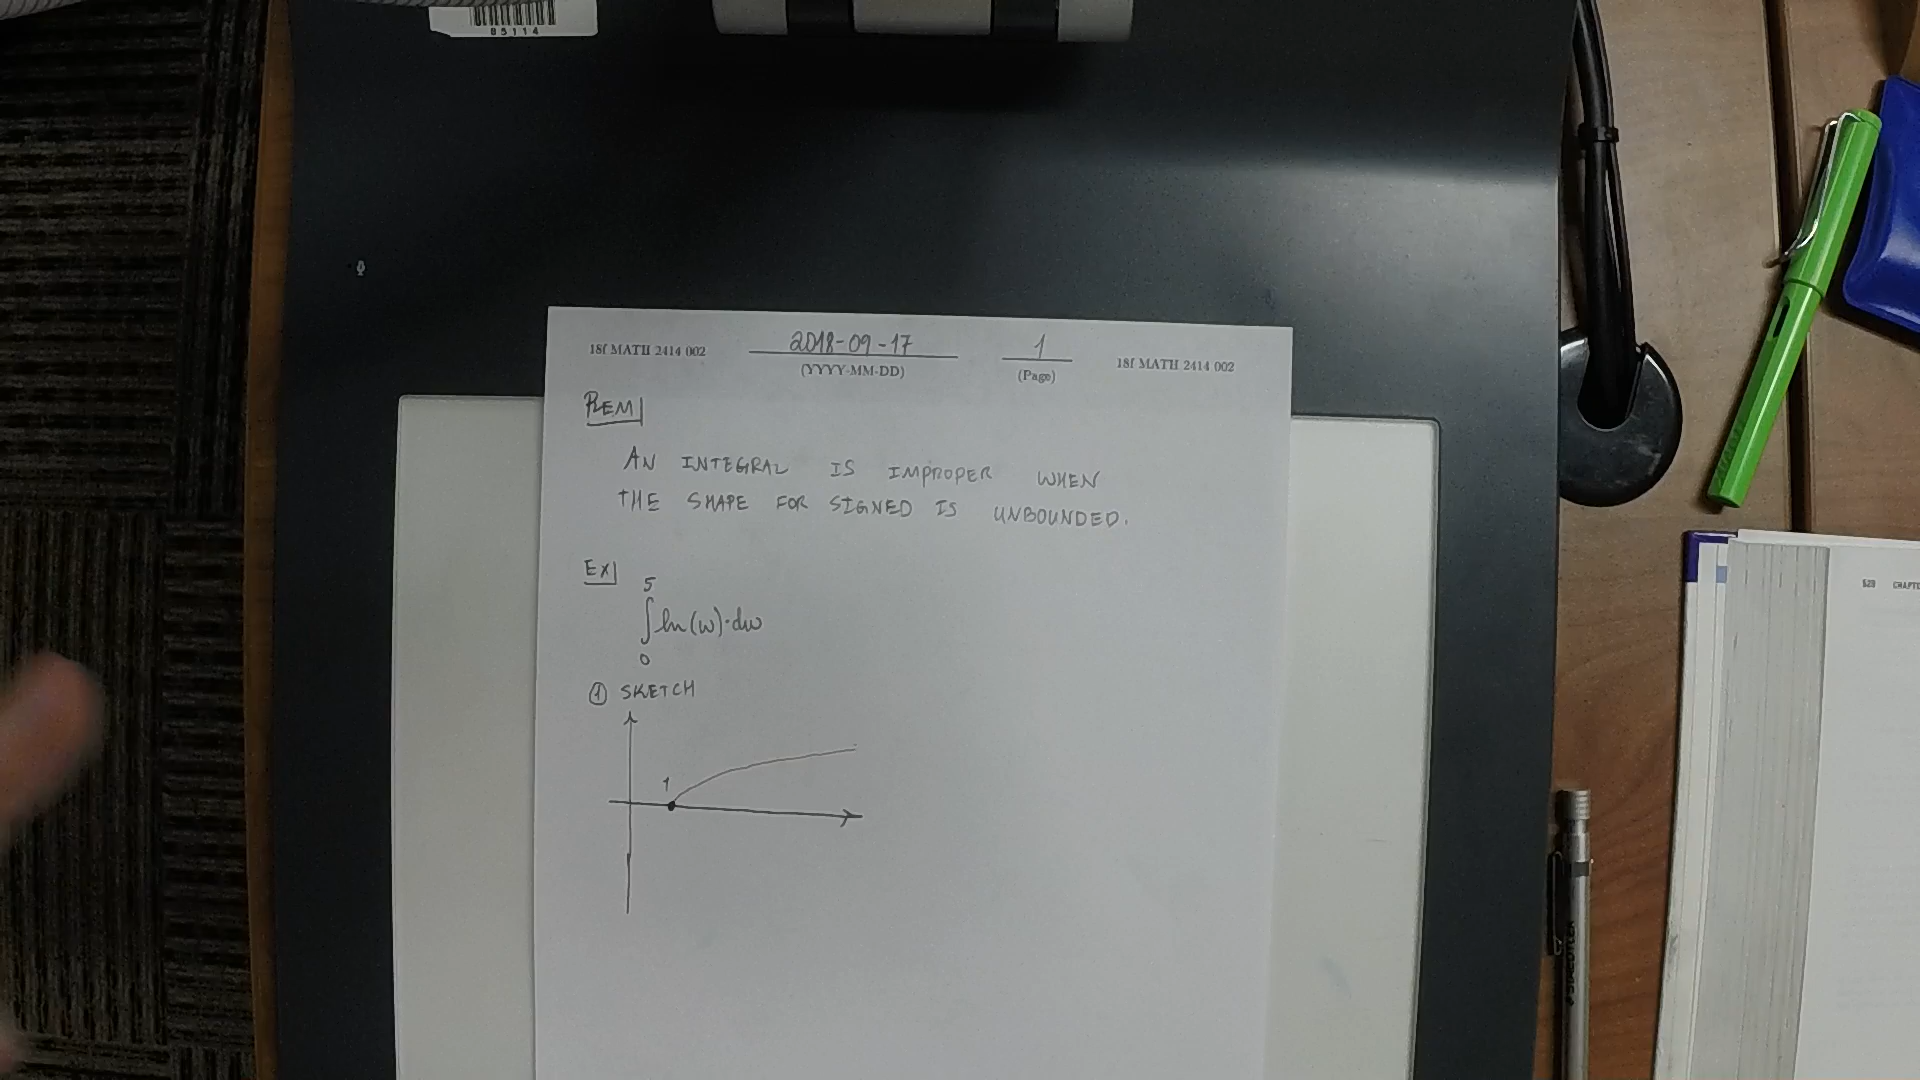 85114
18f MATH 2414 002 2018-09-17 1 18f MATH 2414 002
(YYYY-MM-DD) (Page)
REM
AN INTEGRAL IS IMPROPER WHEN
THE SHAPE FOR SIGNED IS UNBOUNDED.
EX
5
∫ln(w)·dw
0
① SKETCH
1
STAEDTLER